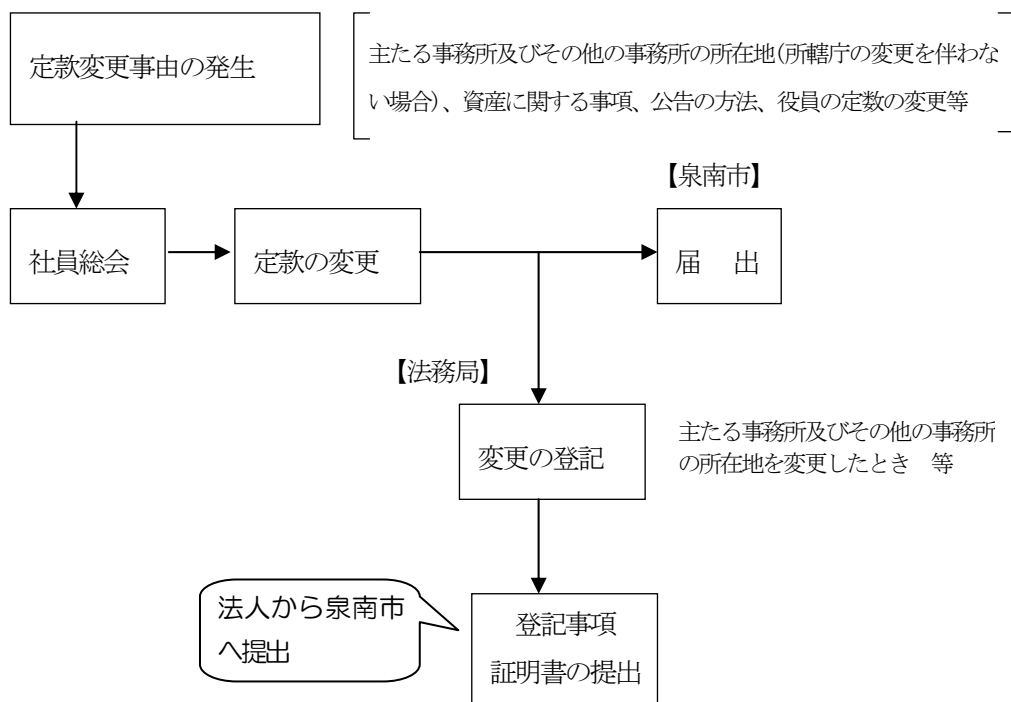 定款変更事由の発生
主たる事務所及びその他の事務所の所在地(所轄庁の変更を伴わな
い場合)、資産に関する事項、公告の方法、役員の定数の変更等
【泉南市】
社員総会
定款の変更
届　出
【法務局】
変更の登記
主たる事務所及びその他の事務所
の所在地を変更したとき　等
法人から泉南市
へ提出
登記事項
証明書の提出